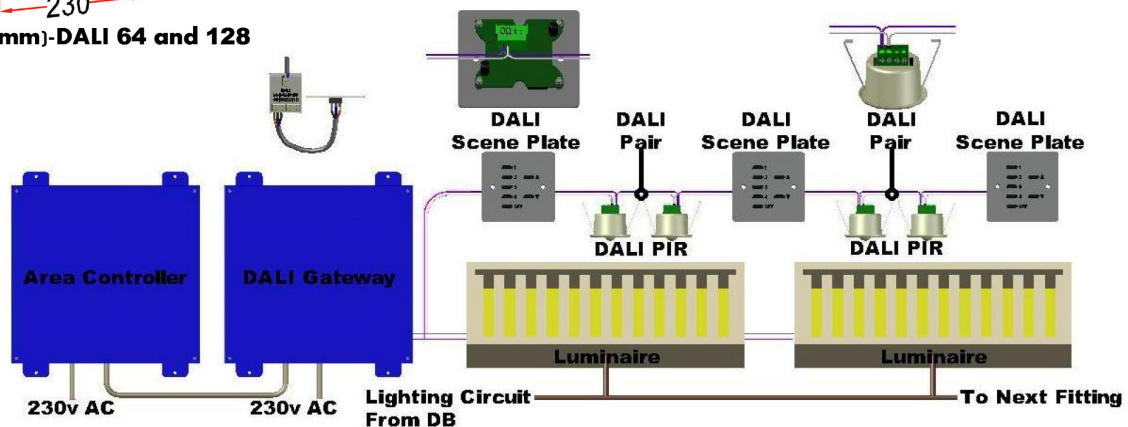 230
mm)-DALI 64 and 128
DALI
Scene Plate
DALI
Pair
DALI
Scene Plate
DALI
Pair
DALI
Scene Plate
DALI PIR
DALI PIR
Area Controller
DALI Gateway
Luminaire
Luminaire
230v AC
230v AC
Lighting Circuit
From DB
To Next Fitting